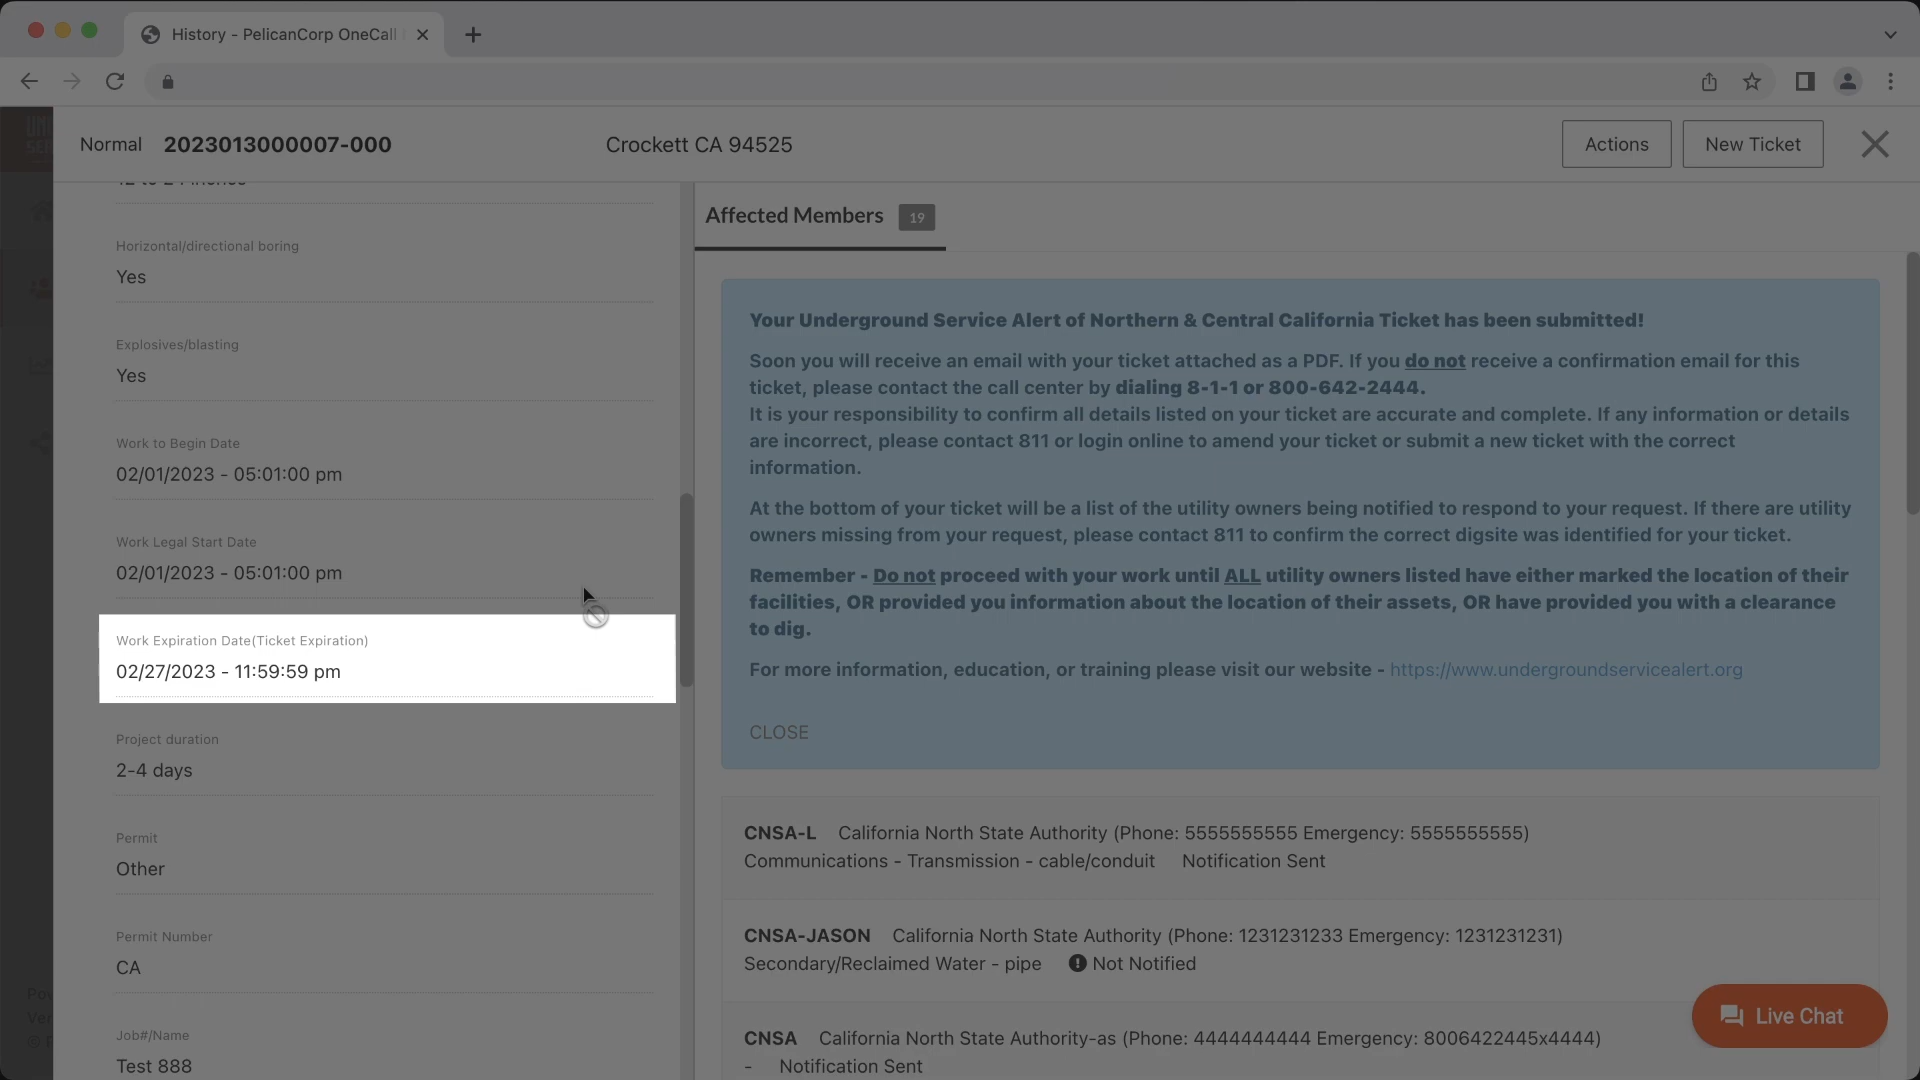 History - PelicanCorp OneCall
Normal 2023013000007-000 Crockett CA 94525 Actions New Ticket
Horizontal/directional boring
Yes
Explosives/blasting
Yes
Work to Begin Date
02/01/2023 - 05:01:00 pm
Work Legal Start Date
02/01/2023 - 05:01:00 pm
Work Expiration Date(Ticket Expiration)
02/27/2023 - 11:59:59 pm
Project duration
2-4 days
Permit
Other
Permit Number
CA
Job#/Name
Test 888
Affected Members 19
Your Underground Service Alert of Northern & Central California Ticket has been submitted!
Soon you will receive an email with your ticket attached as a PDF. If you do not receive a confirmation email for this
ticket, please contact the call center by dialing 8-1-1 or 800-642-2444.
It is your responsibility to confirm all details listed on your ticket are accurate and complete. If any information or details
are incorrect, please contact 811 or login online to amend your ticket or submit a new ticket with the correct
information.
At the bottom of your ticket will be a list of the utility owners being notified to respond to your request. If there are utility
owners missing from your request, please contact 811 to confirm the correct digsite was identified for your ticket.
Remember - Do not proceed with your work until ALL utility owners listed have either marked the location of their
facilities, OR provided you information about the location of their assets, OR have provided you with a clearance
to dig.
For more information, education, or training please visit our website - https://www.undergroundservicealert.org
CLOSE
CNSA-L California North State Authority (Phone: 5555555555 Emergency: 5555555555)
Communications - Transmission - cable/conduit Notification Sent
CNSA-JASON California North State Authority (Phone: 1231231233 Emergency: 1231231231)
Secondary/Reclaimed Water - pipe Not Notified
CNSA California North State Authority-as (Phone: 4444444444 Emergency: 8006422445x4444)
- Notification Sent
Live Chat